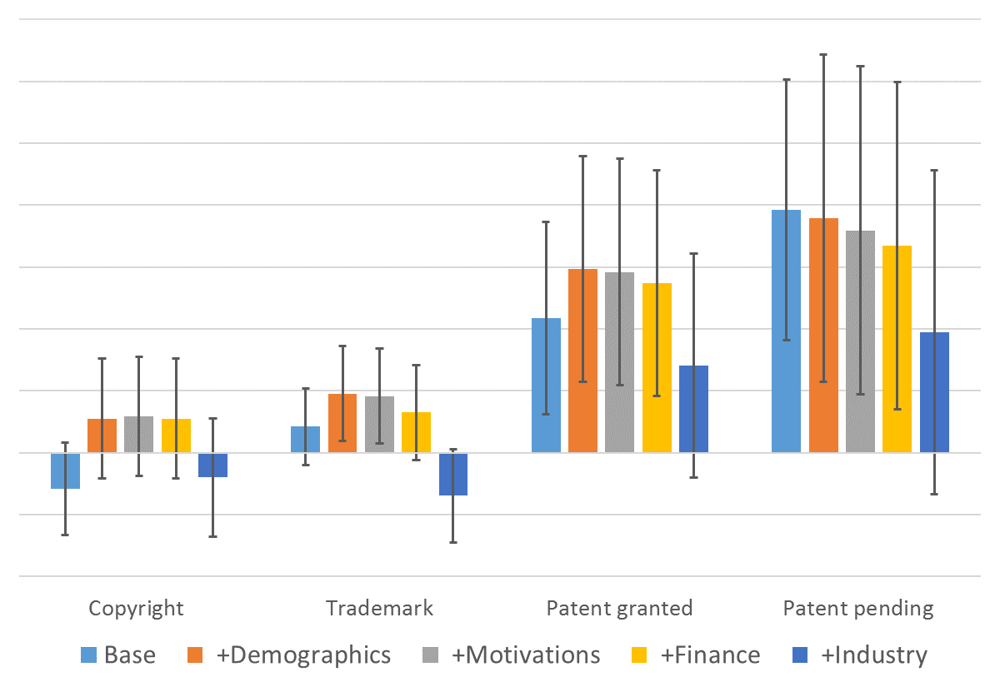 Copyright Trademark Patent granted Patent pending
Base +Demographics +Motivations +Finance +Industry